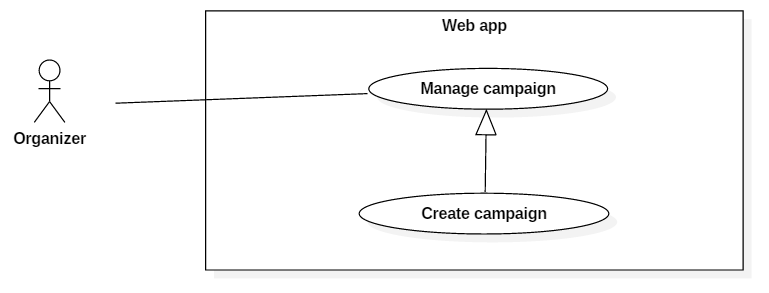 Web app
Manage campaign
Organizer
Create campaign